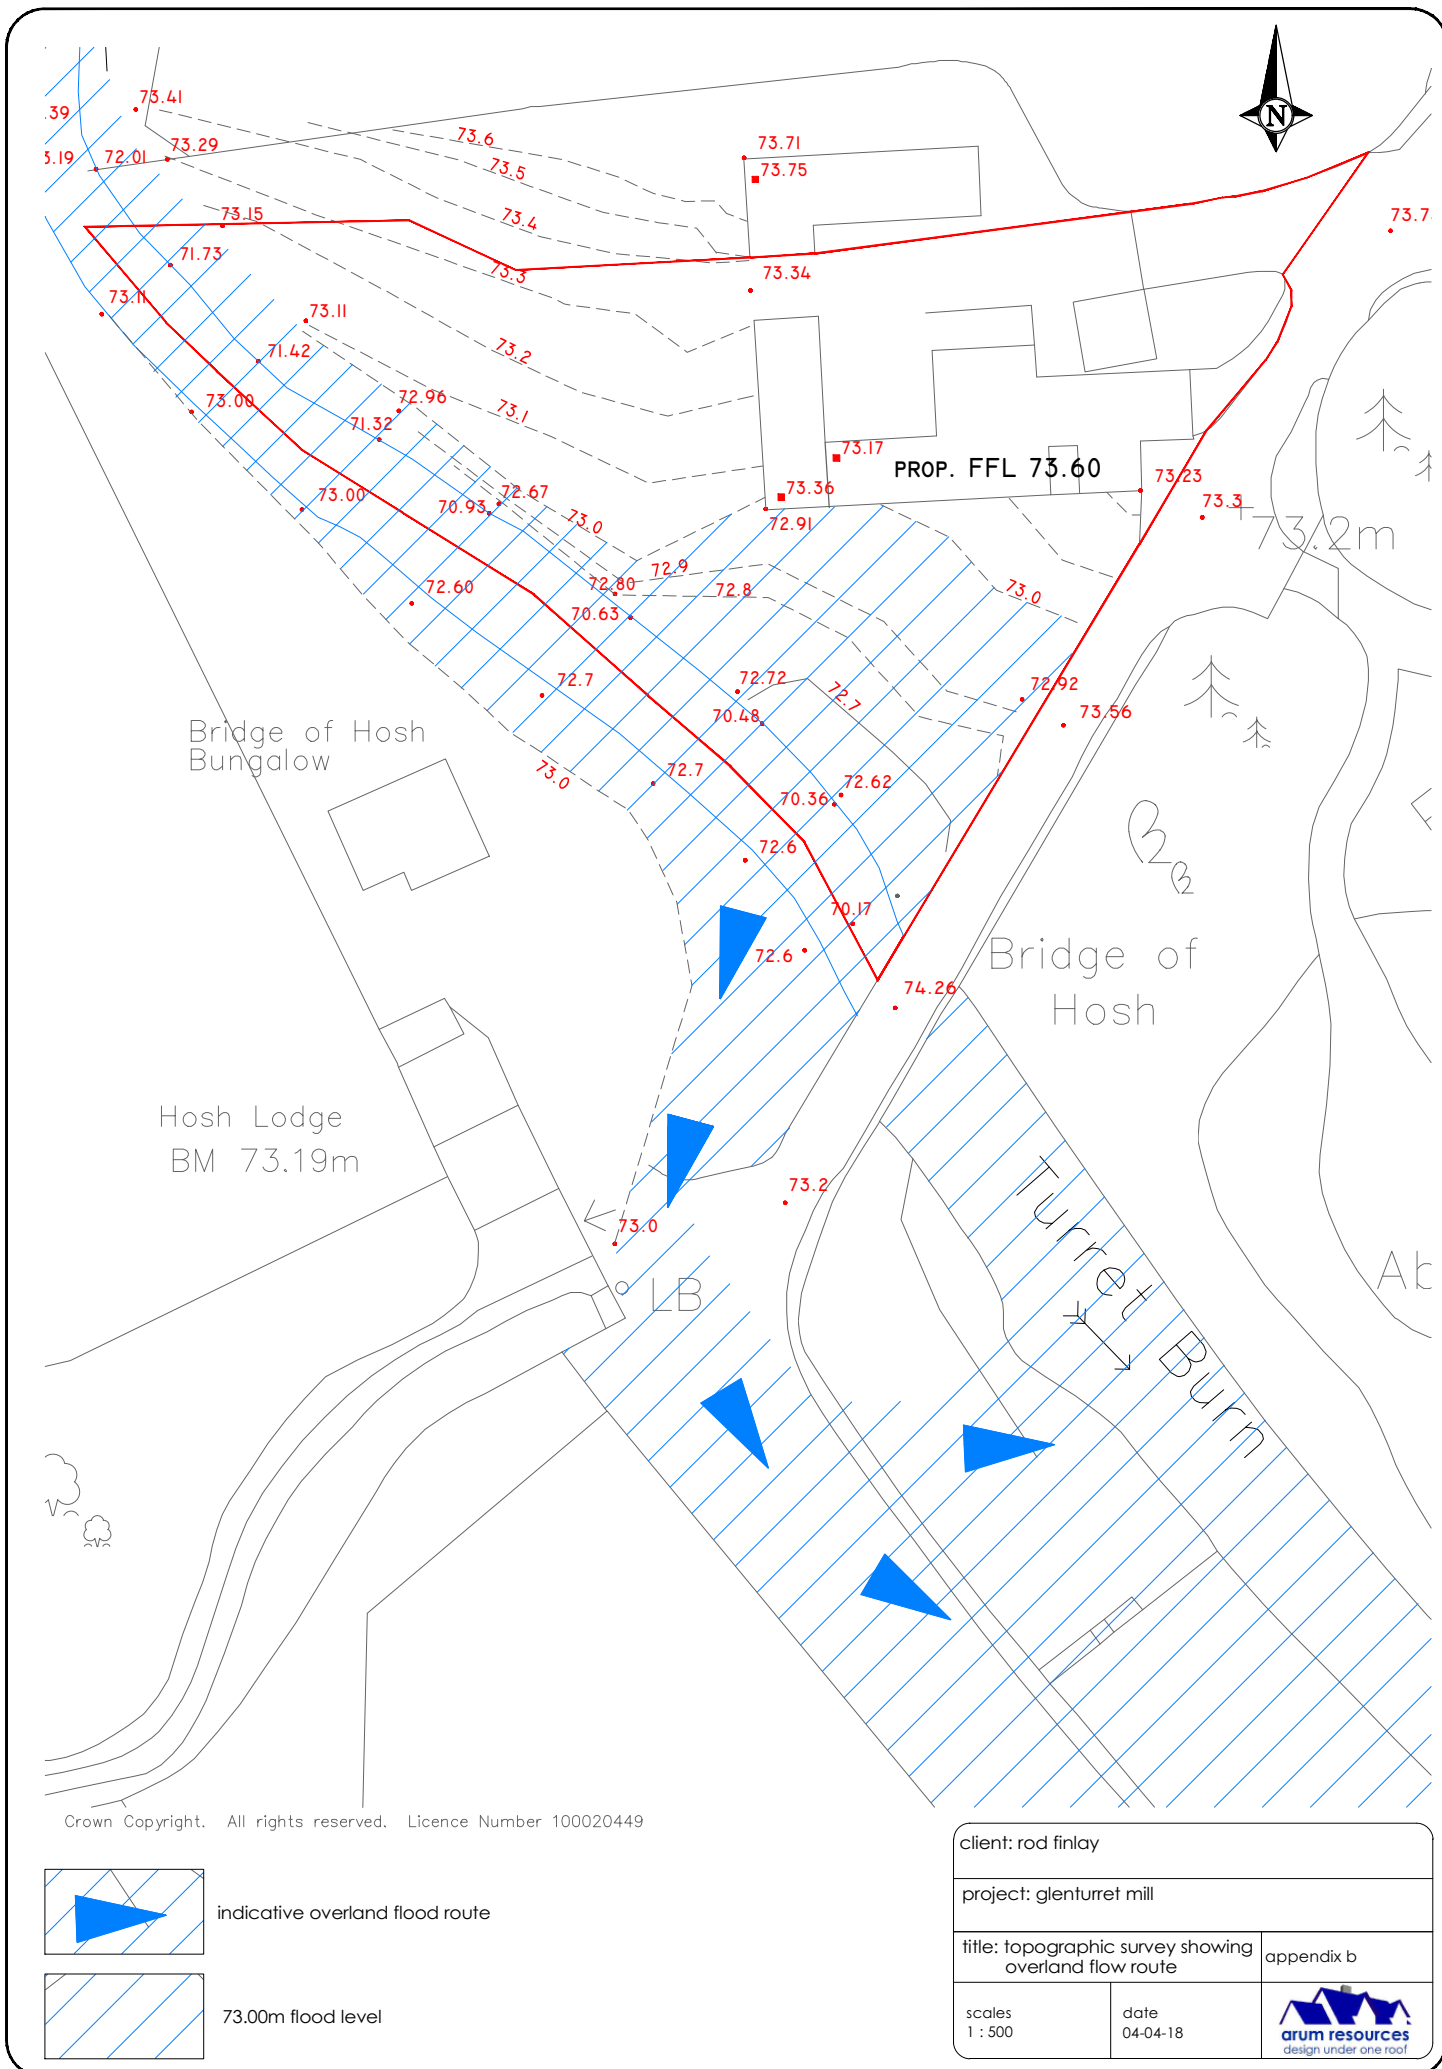 73.41
.39
3.19
72.01
73.29
73.6
73.5
73.4
73.71
73.75
N
73.15
71.73
73.3
73.34
73.11
73.11
71.42
73.2
73.1
73.00
72.96
71.32
73.17
PROP. FFL 73.60
73.36
73.23
73.3
73.2m
73.00
70.93
72.67
73.0
72.91
72.9
72.80
72.8
73.0
72.60
70.63
72.7
72.72
72.7
70.48
72.92
73.56
Bridge of Hosh
Bungalow
73.0
72.7
72.62
70.36
72.6
70.17
72.6
74.26
Bridge of
Hosh
Hosh Lodge
BM 73.19m
73.2
73.0
LB
Turret Burn
Ab
Crown Copyright. All rights reserved. Licence Number 100020449
indicative overland flood route
73.00m flood level
client: rod finlay
project: glenturret mill
title: topographic survey showing
overland flow route
appendix b
scales
1 : 500
date
04-04-18
arum resources
design under one roof